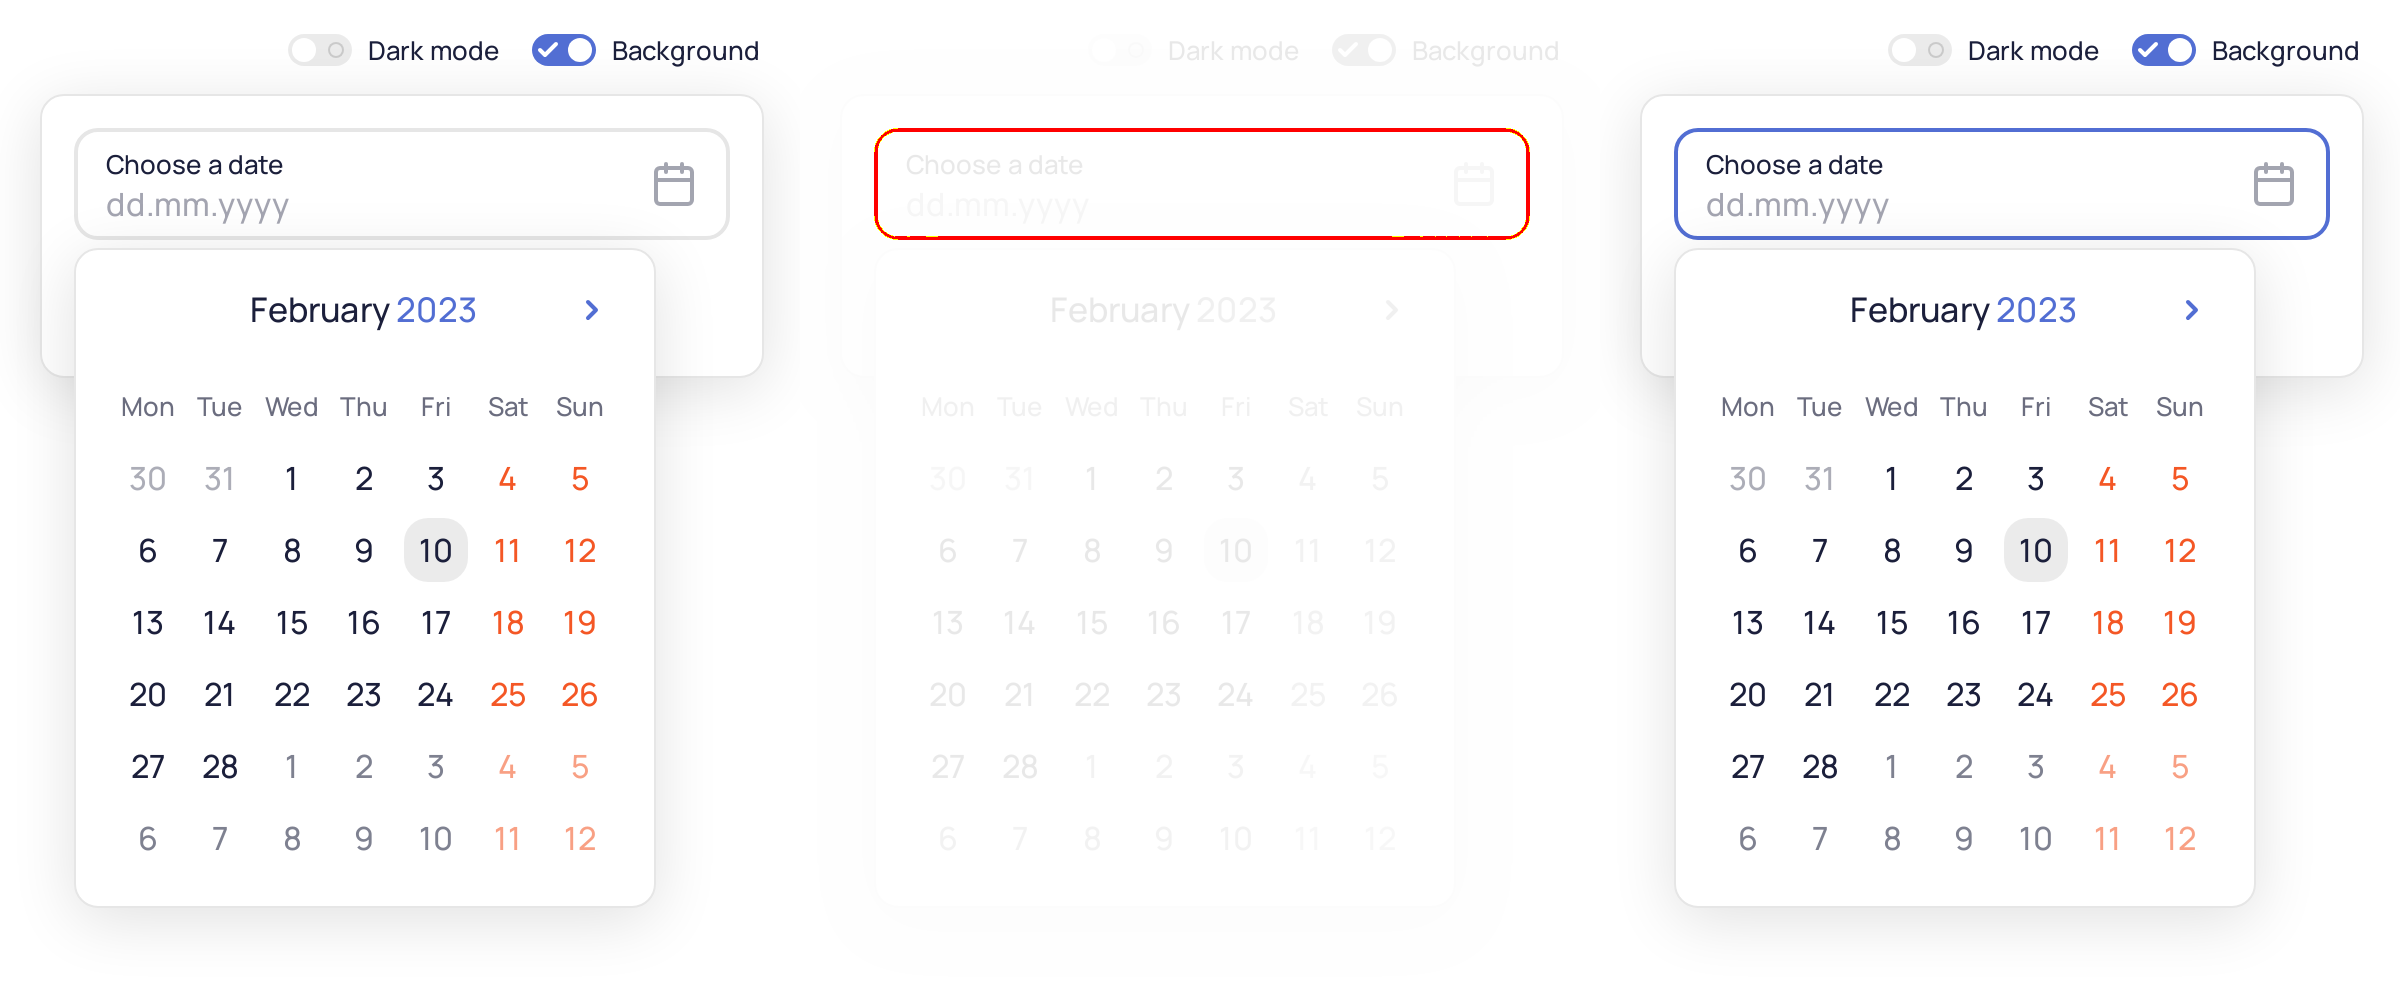 Dark mode Background
Choose a date
dd.mm.yyyy
February 2023
Mon Tue Wed Thu Fri Sat Sun
30 31 1 2 3 4 5
6 7 8 9 10 11 12
13 14 15 16 17 18 19
20 21 22 23 24 25 26
27 28 1 2 3 4 5
6 7 8 9 10 11 12
Dark mode Background
Choose a date
dd.mm.yyyy
February 2023
Mon Tue Wed Thu Fri Sat Sun
30 31 1 2 3 4 5
6 7 8 9 10 11 12
13 14 15 16 17 18 19
20 21 22 23 24 25 26
27 28 1 2 3 4 5
6 7 8 9 10 11 12
Dark mode Background
Choose a date
dd.mm.yyyy
February 2023
Mon Tue Wed Thu Fri Sat Sun
30 31 1 2 3 4 5
6 7 8 9 10 11 12
13 14 15 16 17 18 19
20 21 22 23 24 25 26
27 28 1 2 3 4 5
6 7 8 9 10 11 12